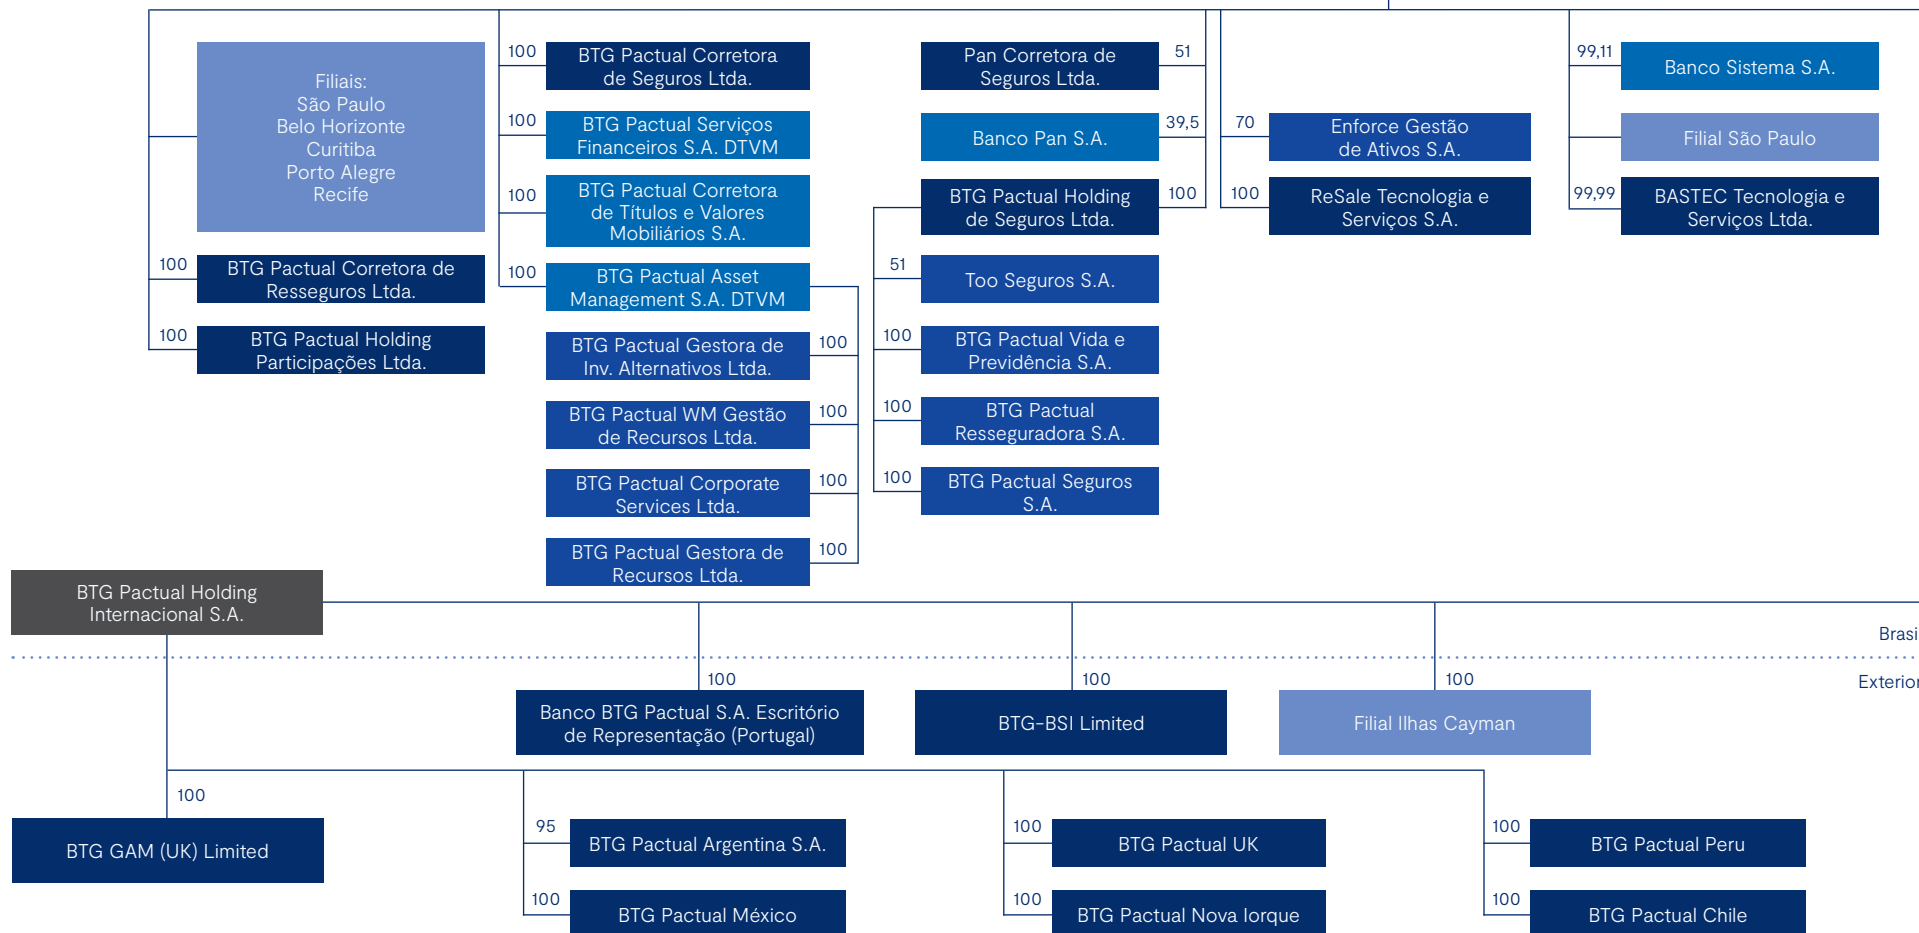 Filiais:
São Paulo
Belo Horizonte
Curitiba
Porto Alegre
Recife
100
BTG Pactual Corretora de
Resseguros Ltda.
100
BTG Pactual Holding
Participações Ltda.
100
BTG Pactual Corretora
de Seguros Ltda.
100
BTG Pactual Serviços
Financeiros S.A. DTVM
100
BTG Pactual Corretora
de Títulos e Valores
Mobiliários S.A.
100
BTG Pactual Asset
Management S.A. DTVM
BTG Pactual Gestora de
Inv. Alternativos Ltda.
100
BTG Pactual WM Gestão
de Recursos Ltda.
100
BTG Pactual Corporate
Services Ltda.
100
BTG Pactual Gestora de
Recursos Ltda.
100
Pan Corretora de
Seguros Ltda.
51
Banco Pan S.A.
39,5
BTG Pactual Holding
de Seguros Ltda.
100
51
Too Seguros S.A.
100
BTG Pactual Vida e
Previdência S.A.
100
BTG Pactual
Resseguradora S.A.
100
BTG Pactual Seguros
S.A.
70
Enforce Gestão
de Ativos S.A.
100
ReSale Tecnologia e
Serviços S.A.
99,11
Banco Sistema S.A.
Filial São Paulo
99,99
BASTEC Tecnologia e
Serviços Ltda.
BTG Pactual Holding
Internacional S.A.
Brasi
Exterior
100
Banco BTG Pactual S.A. Escritório
de Representação (Portugal)
100
BTG-BSI Limited
100
Filial Ilhas Cayman
100
BTG GAM (UK) Limited
95
BTG Pactual Argentina S.A.
100
BTG Pactual México
100
BTG Pactual UK
100
BTG Pactual Nova Iorque
100
BTG Pactual Peru
100
BTG Pactual Chile